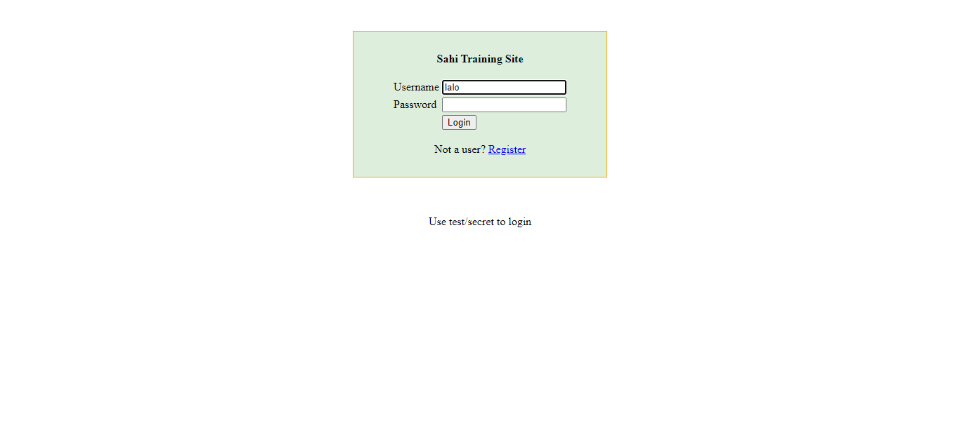 Sahi Training Site
Username lalo
Password
Login
Not a user? Register
Use test/secret to login